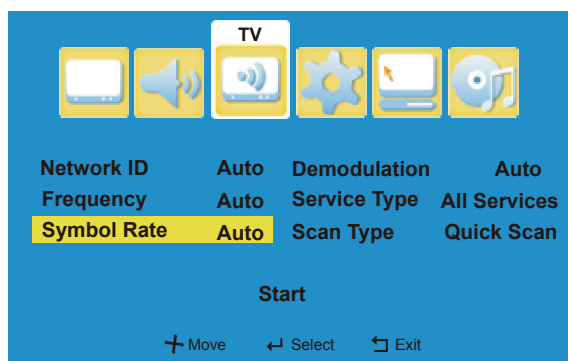 TV
Network ID Auto Demodulation Auto
Frequency Auto Service Type All Services
Symbol Rate Auto Scan Type Quick Scan
Start
Move Select Exit